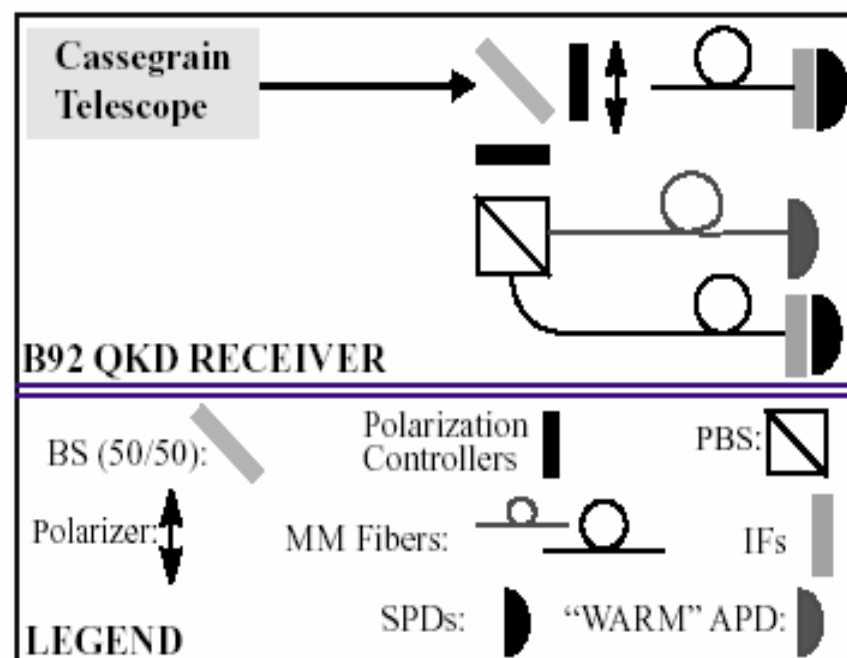 Cassegrain
Telescope
B92 QKD RECEIVER
BS (50/50):
Polarization
Controllers
PBS:
Polarizer:
MM Fibers:
IFs
SPDs:
“WARM” APD:
LEGEND